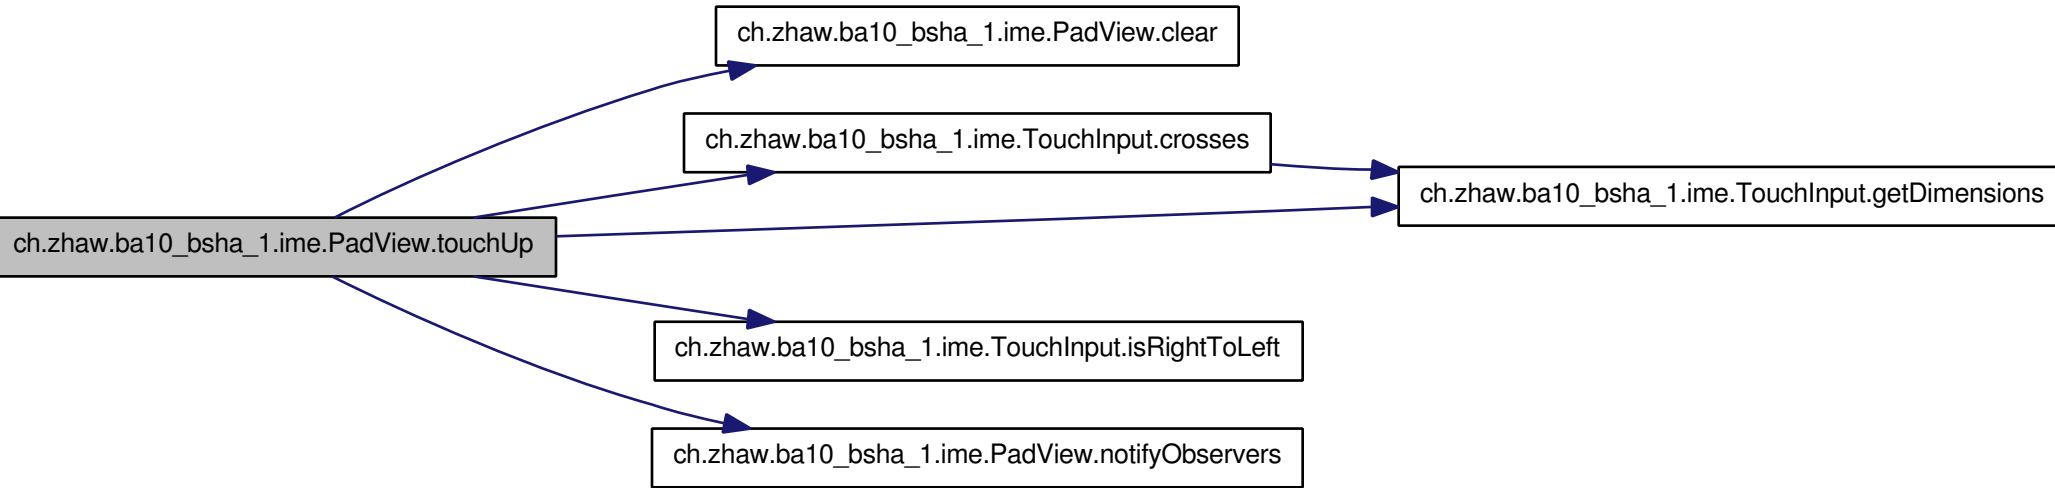 ch.zhaw.ba10_bsha_1.ime.PadView.clear
ch.zhaw.ba10_bsha_1.ime.TouchInput.crosses
ch.zhaw.ba10_bsha_1.ime.TouchInput.getDimensions
ch.zhaw.ba10_bsha_1.ime.PadView.touchUp
ch.zhaw.ba10_bsha_1.ime.TouchInput.isRightToLeft
ch.zhaw.ba10_bsha_1.ime.PadView.notifyObservers